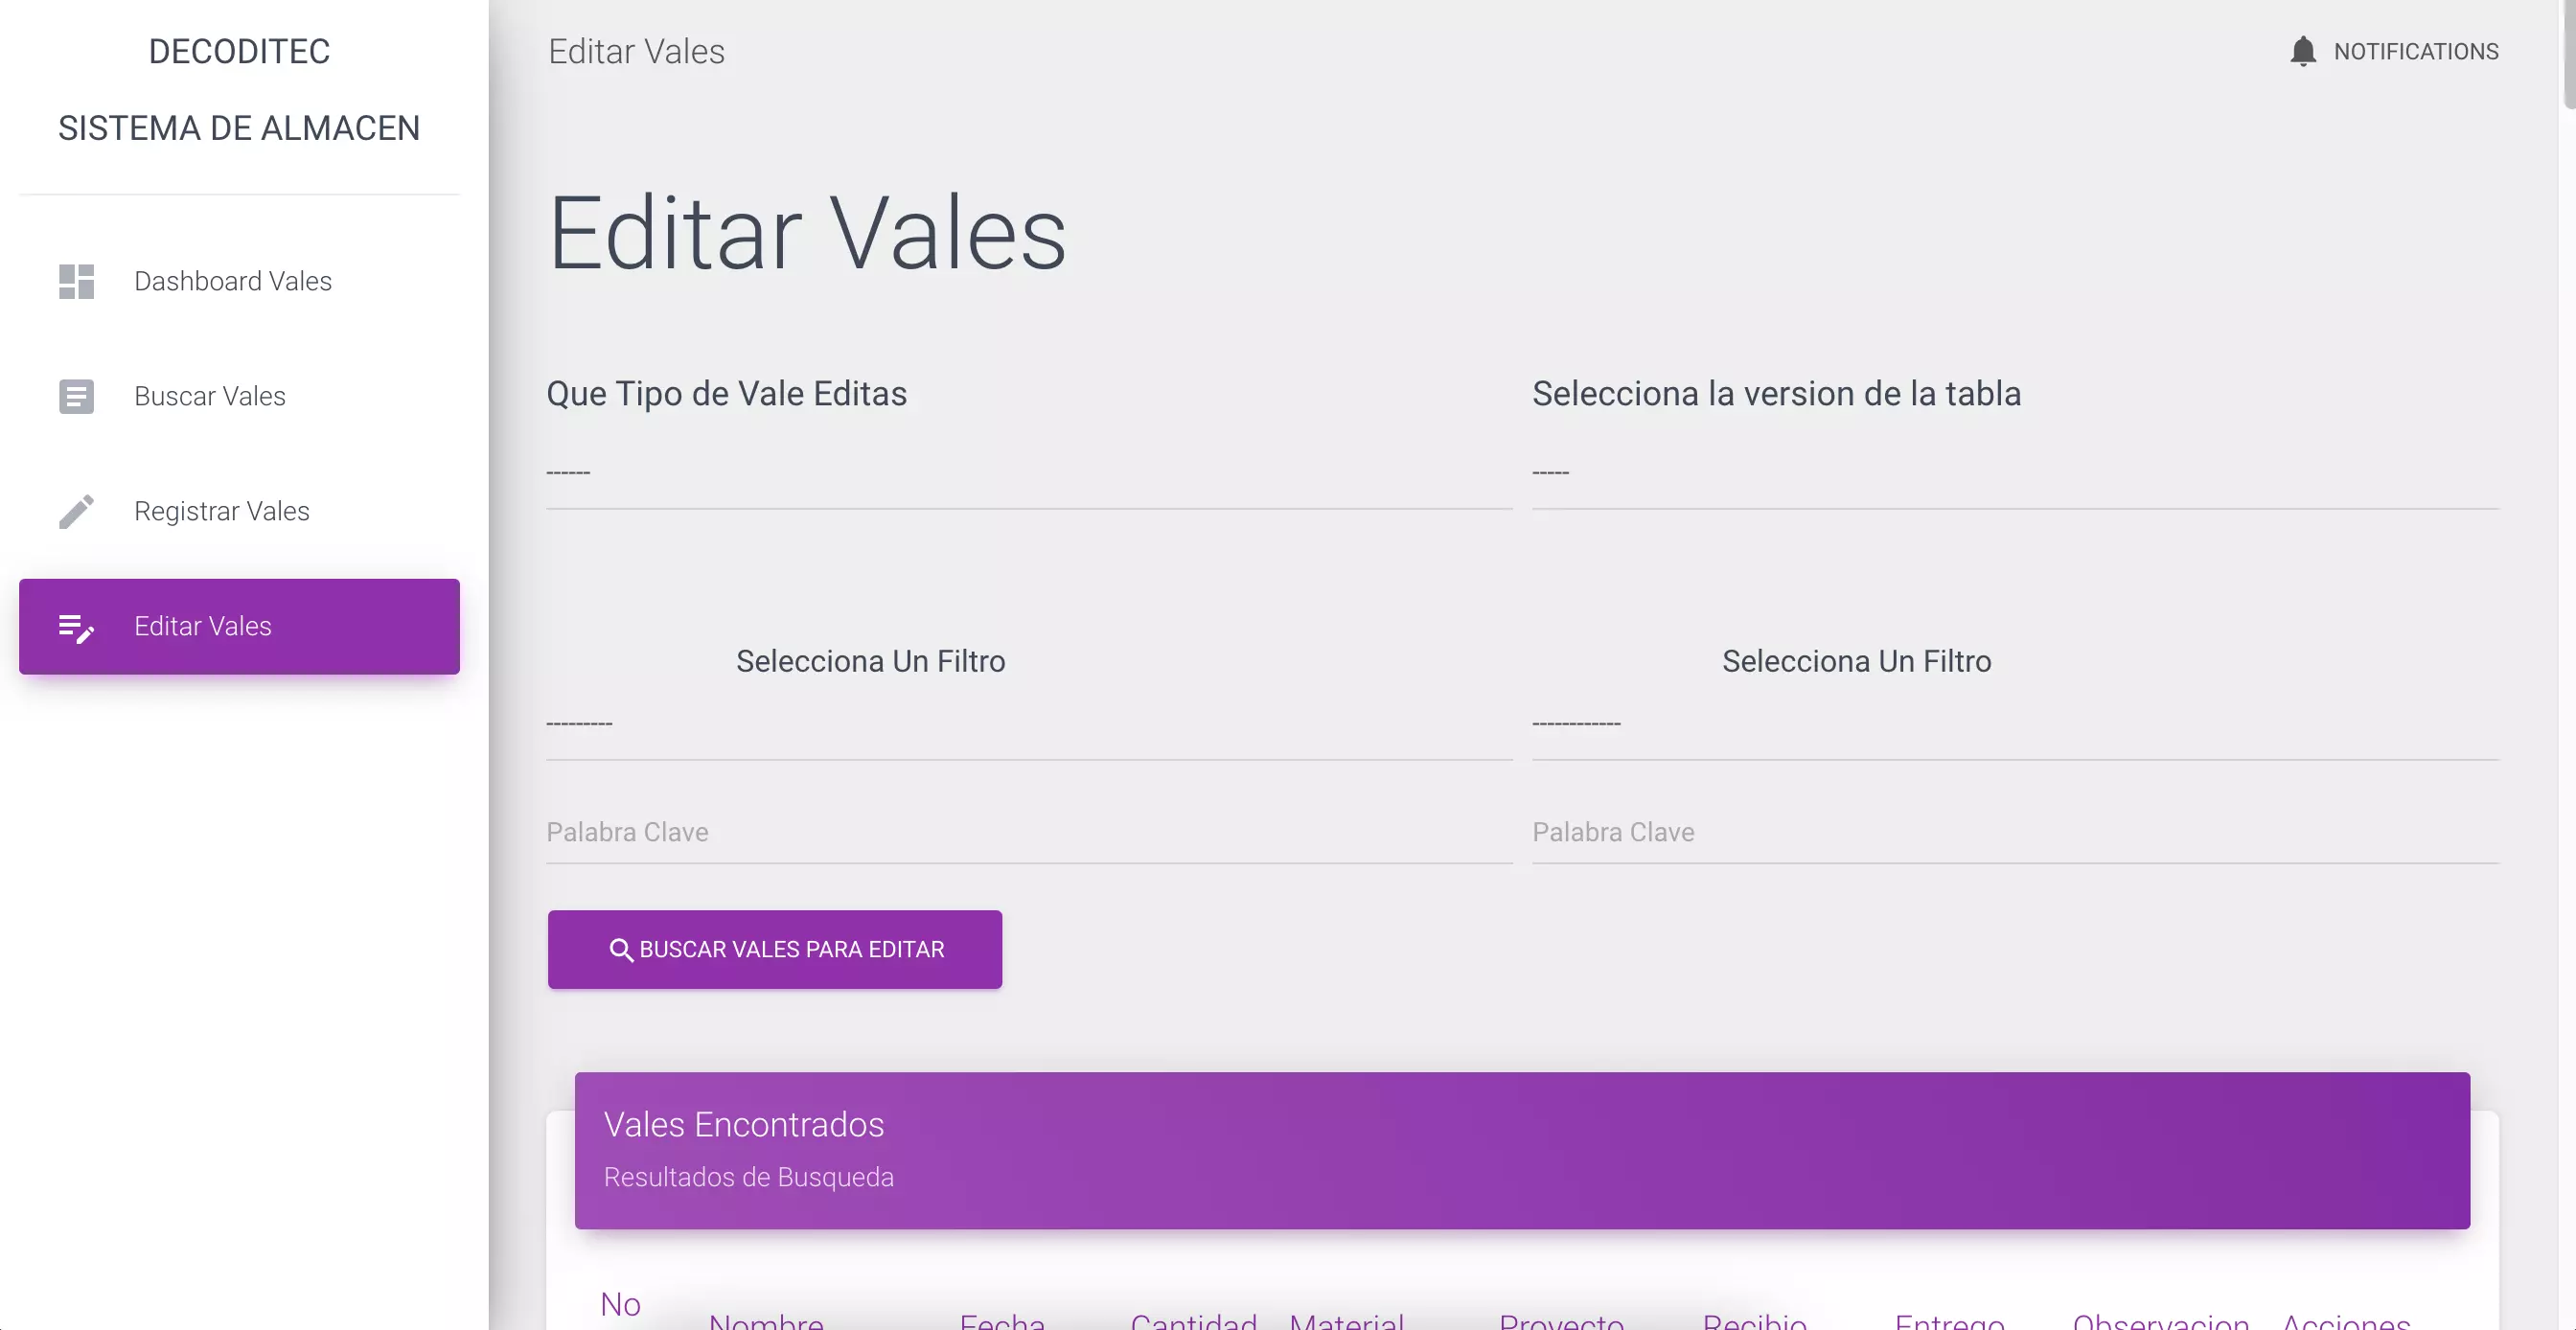 DECODITEC
SISTEMA DE ALMACEN
Dashboard Vales
Buscar Vales
Registrar Vales
Editar Vales
Editar Vales
NOTIFICATIONS
Editar Vales
Que Tipo de Vale Editas
Selecciona la version de la tabla
------
-----
Selecciona Un Filtro
Selecciona Un Filtro
---------
------------
Palabra Clave
Palabra Clave
BUSCAR VALES PARA EDITAR
Vales Encontrados
Resultados de Busqueda
No
Nombre Fecha Cantidad Material Proyecto Recibio Entrego Observacion Acciones